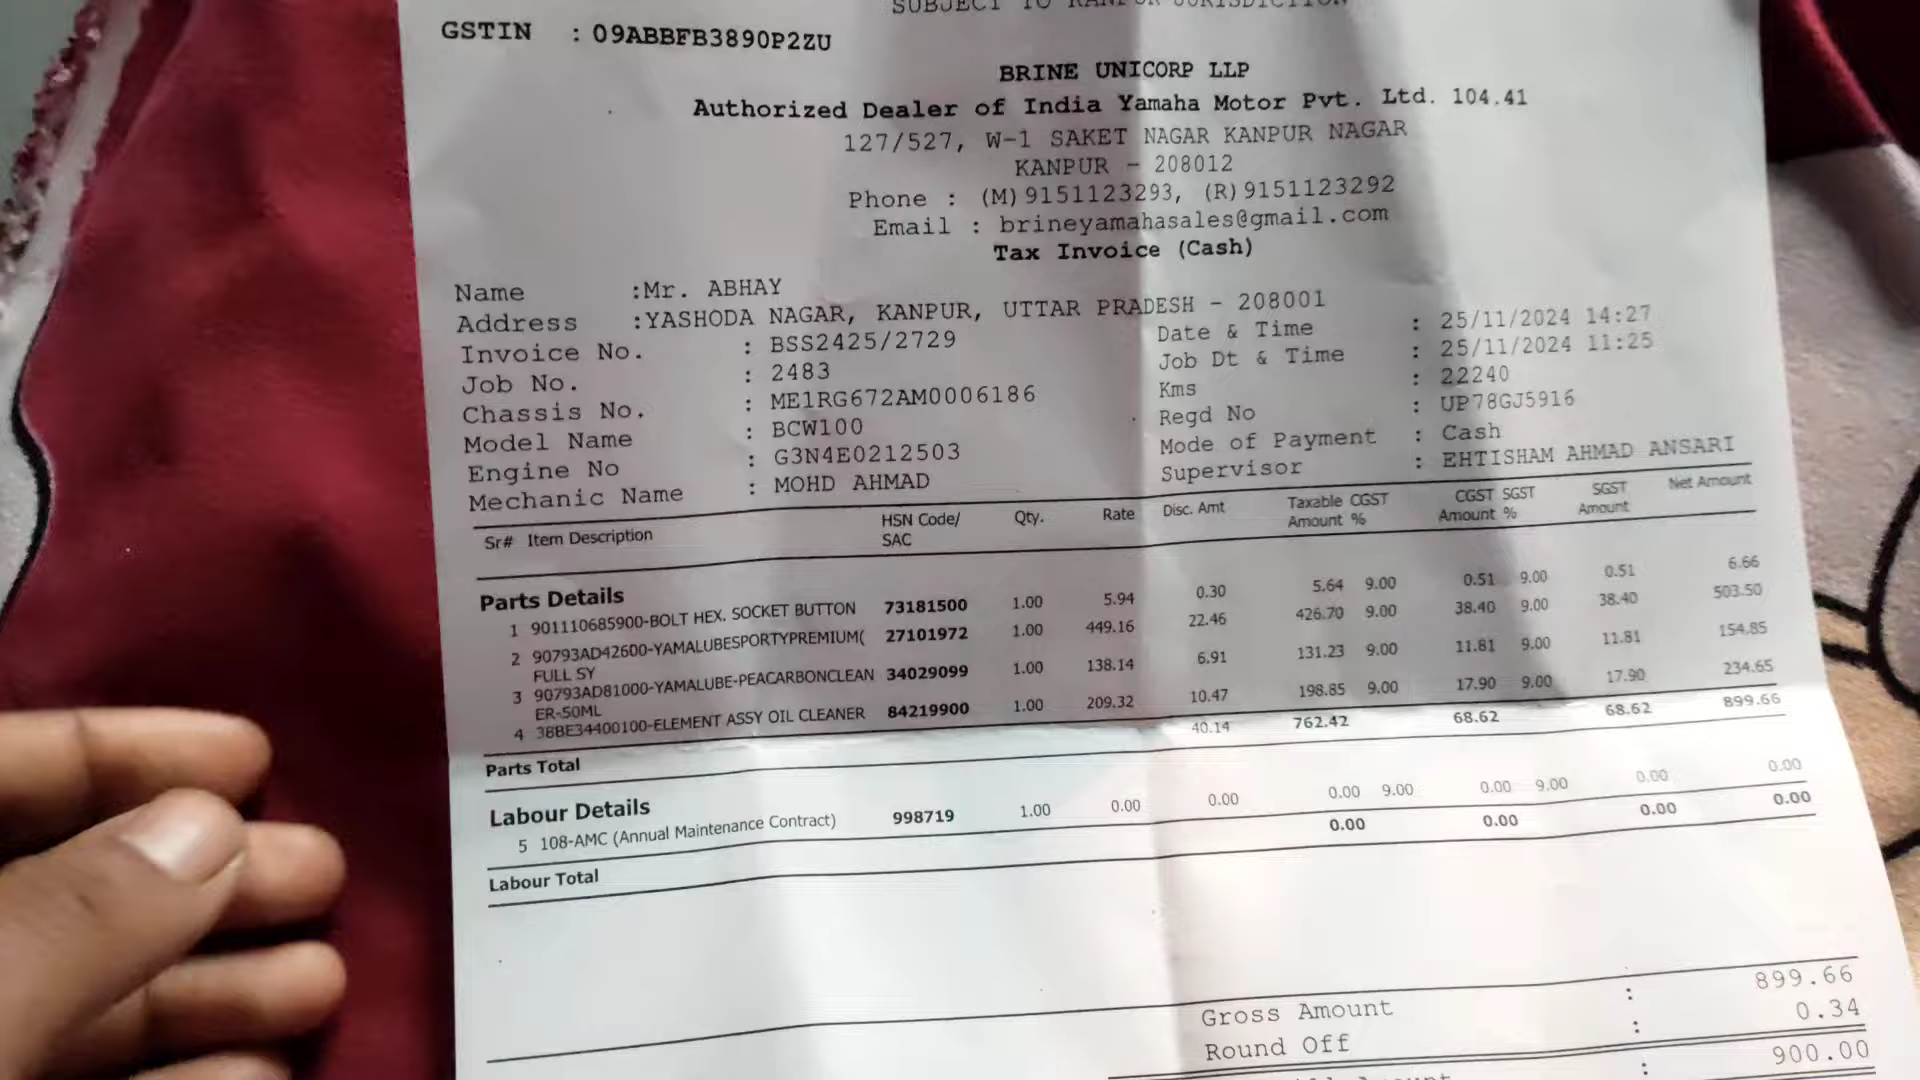 SUBJECT TO KANPUR JURISDICTION
GSTIN : 09ABBFB3890P2ZU
BRINE UNICORP LLP
Authorized Dealer of India Yamaha Motor Pvt. Ltd. 104.41
127/527, W-1 SAKET NAGAR KANPUR NAGAR
KANPUR - 208012
Phone : (M)9151123293, (R)9151123292
Email : brineyamahasales@gmail.com
Tax Invoice (Cash)
Name :Mr. ABHAY
Address :YASHODA NAGAR, KANPUR, UTTAR PRADESH - 208001
Invoice No. : BSS2425/2729 Date & Time : 25/11/2024 14:27
Job No. : 2483 Job Dt & Time : 25/11/2024 11:25
Chassis No. : ME1RG672AM0006186 Kms : 22240
Model Name : BCW100 Regd No : UP78GJ5916
Engine No : G3N4E0212503 Mode of Payment : Cash
Mechanic Name : MOHD AHMAD Supervisor : EHTISHAM AHMAD ANSARI
Sr# Item Description HSN Code/ SAC Qty. Rate Disc. Amt Taxable Amount CGST % CGST Amount SGST % SGST Amount Net Amount
Parts Details
1 901110685900-BOLT HEX. SOCKET BUTTON 73181500 1.00 5.94 0.30 5.64 9.00 0.51 9.00 0.51 6.66
2 90793AD42600-YAMALUBESPORTYPREMIUM( 27101972 1.00 449.16 22.46 426.70 9.00 38.40 9.00 38.40 503.50
FULL SY
3 90793AD81000-YAMALUBE-PEACARBONCLEAN 34029099 1.00 138.14 6.91 131.23 9.00 11.81 9.00 11.81 154.85
ER-50ML
4 38BE34400100-ELEMENT ASSY OIL CLEANER 84219900 1.00 209.32 10.47 198.85 9.00 17.90 9.00 17.90 234.65
Parts Total 40.14 762.42 68.62 68.62 899.66
Labour Details
5 108-AMC (Annual Maintenance Contract) 998719 1.00 0.00 0.00 0.00 9.00 0.00 9.00 0.00 0.00
Labour Total 0.00 0.00 0.00 0.00
Gross Amount : 899.66
Round Off : 0.34
: 900.00